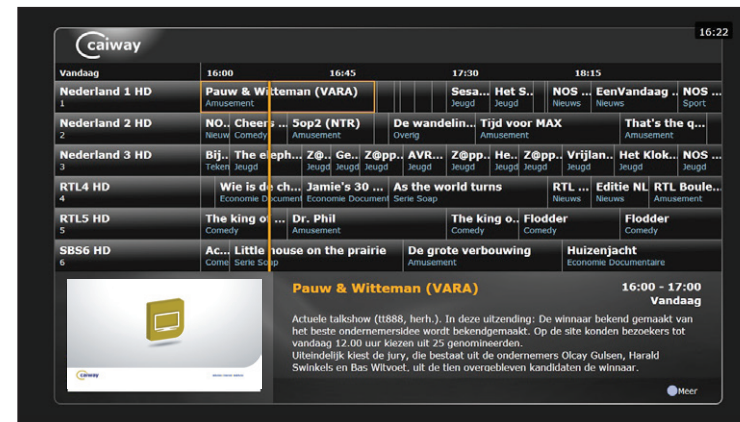 16:22
caiway
Vandaag 16:00 16:45 17:30 18:15
Nederland 1 HD Pauw & Witteman (VARA) Sesa... Het S.. NOS ... EenVandaag .. NOS ...
1 Amusement Jeugd Jeugd Nieuws Nieuws Sport
Nederland 2 HD NO.. Cheers ... 5op2 (NTR) De wandelin... Tijd voor MAX That's the q...
2 Nieuw Comedy Amusement Overig Amusement Amusement
Nederland 3 HD Bij.. The eleph... Z@.. Ge.. Z@pp.. AVR... Z@pp.. He.. Z@pp.. Vrijlan.. Het Klok.. NOS ...
3 Teken Jeugd Jeugd Jeugd Jeugd Jeugd Jeugd Jeugd Jeugd Jeugd Jeugd Jeugd
RTL4 HD Wie is de ch... Jamie's 30 ... As the world turns RTL ... Editie NL RTL Boule...
4 Economie Document Economie Document Serie Soap Nieuws Nieuws Amusement
RTL5 HD The king of ... Dr. Phil The king o.. Flodder Flodder
5 Comedy Amusement Comedy Comedy Comedy
SBS6 HD Ac... Little house on the prairie De grote verbouwing Huizenjacht
6 Come Serie Soap Amusement Economie Documentaire
Pauw & Witteman (VARA) 16:00 - 17:00
Vandaag
Actuele talkshow (tt888, herh.). In deze uitzending: De winnaar bekend gemaakt van
het beste ondernemersidee wordt bekendgemaakt. Op de site konden bezoekers tot
vandaag 12.00 uur kiezen uit 25 genomineerden.
Uiteindelijk kiest de jury, die bestaat uit de ondernemers Olcay Gulsen, Harald
Swinkels en Bas Witvoet, uit de tien overgebleven kandidaten de winnaar.
caiway
Meer